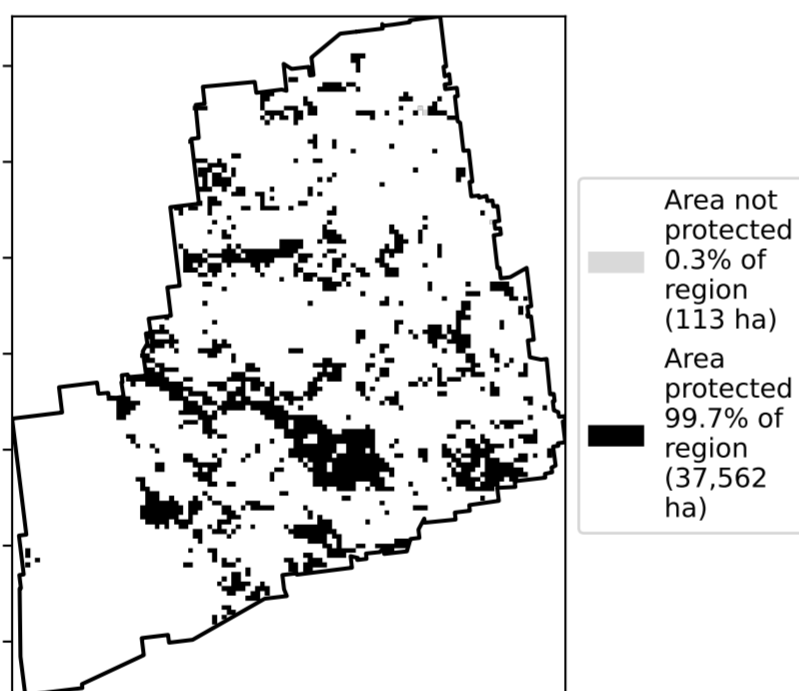 Area not
protected
0.3% of
region
(113 ha)
Area
protected
99.7% of
region
(37,562
ha)